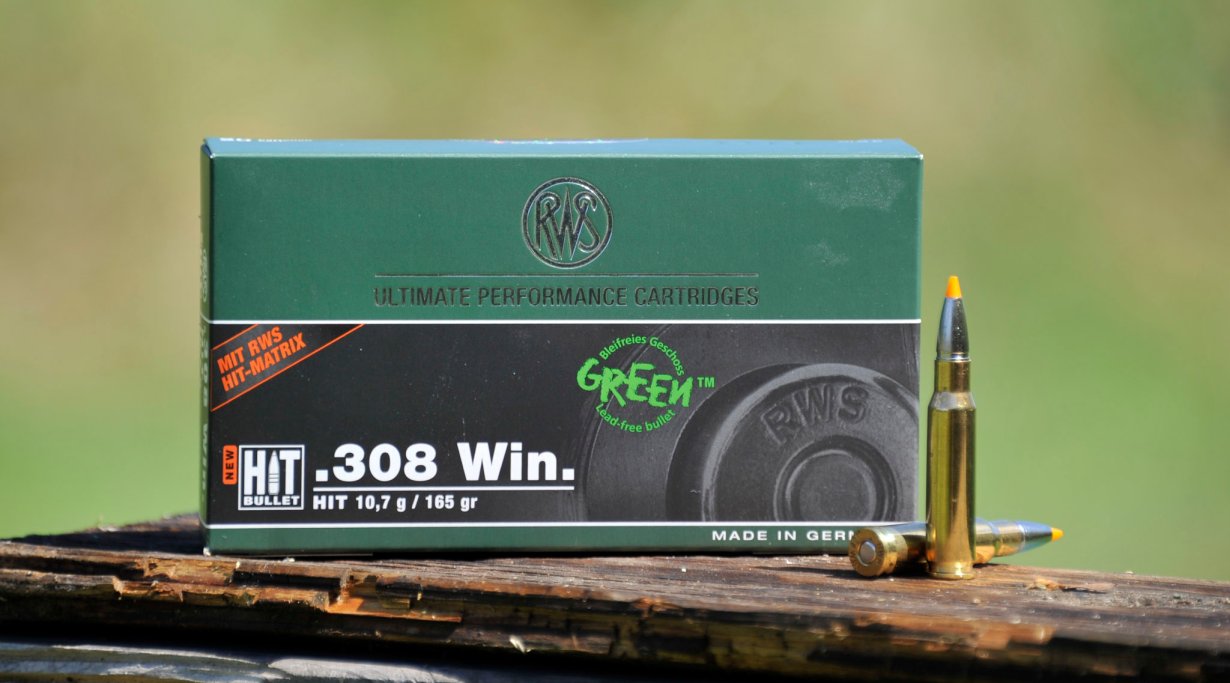 RWS
ULTIMATE PERFORMANCE CARTRIDGES
MIT RWS
HIT-MATRIX
Bleifreies Geschoss
GREEN™
Lead-free bullet
RWS
NEW
HIT
BULLET
.308 Win.
HIT 10,7 g / 165 gr
MADE IN GERM